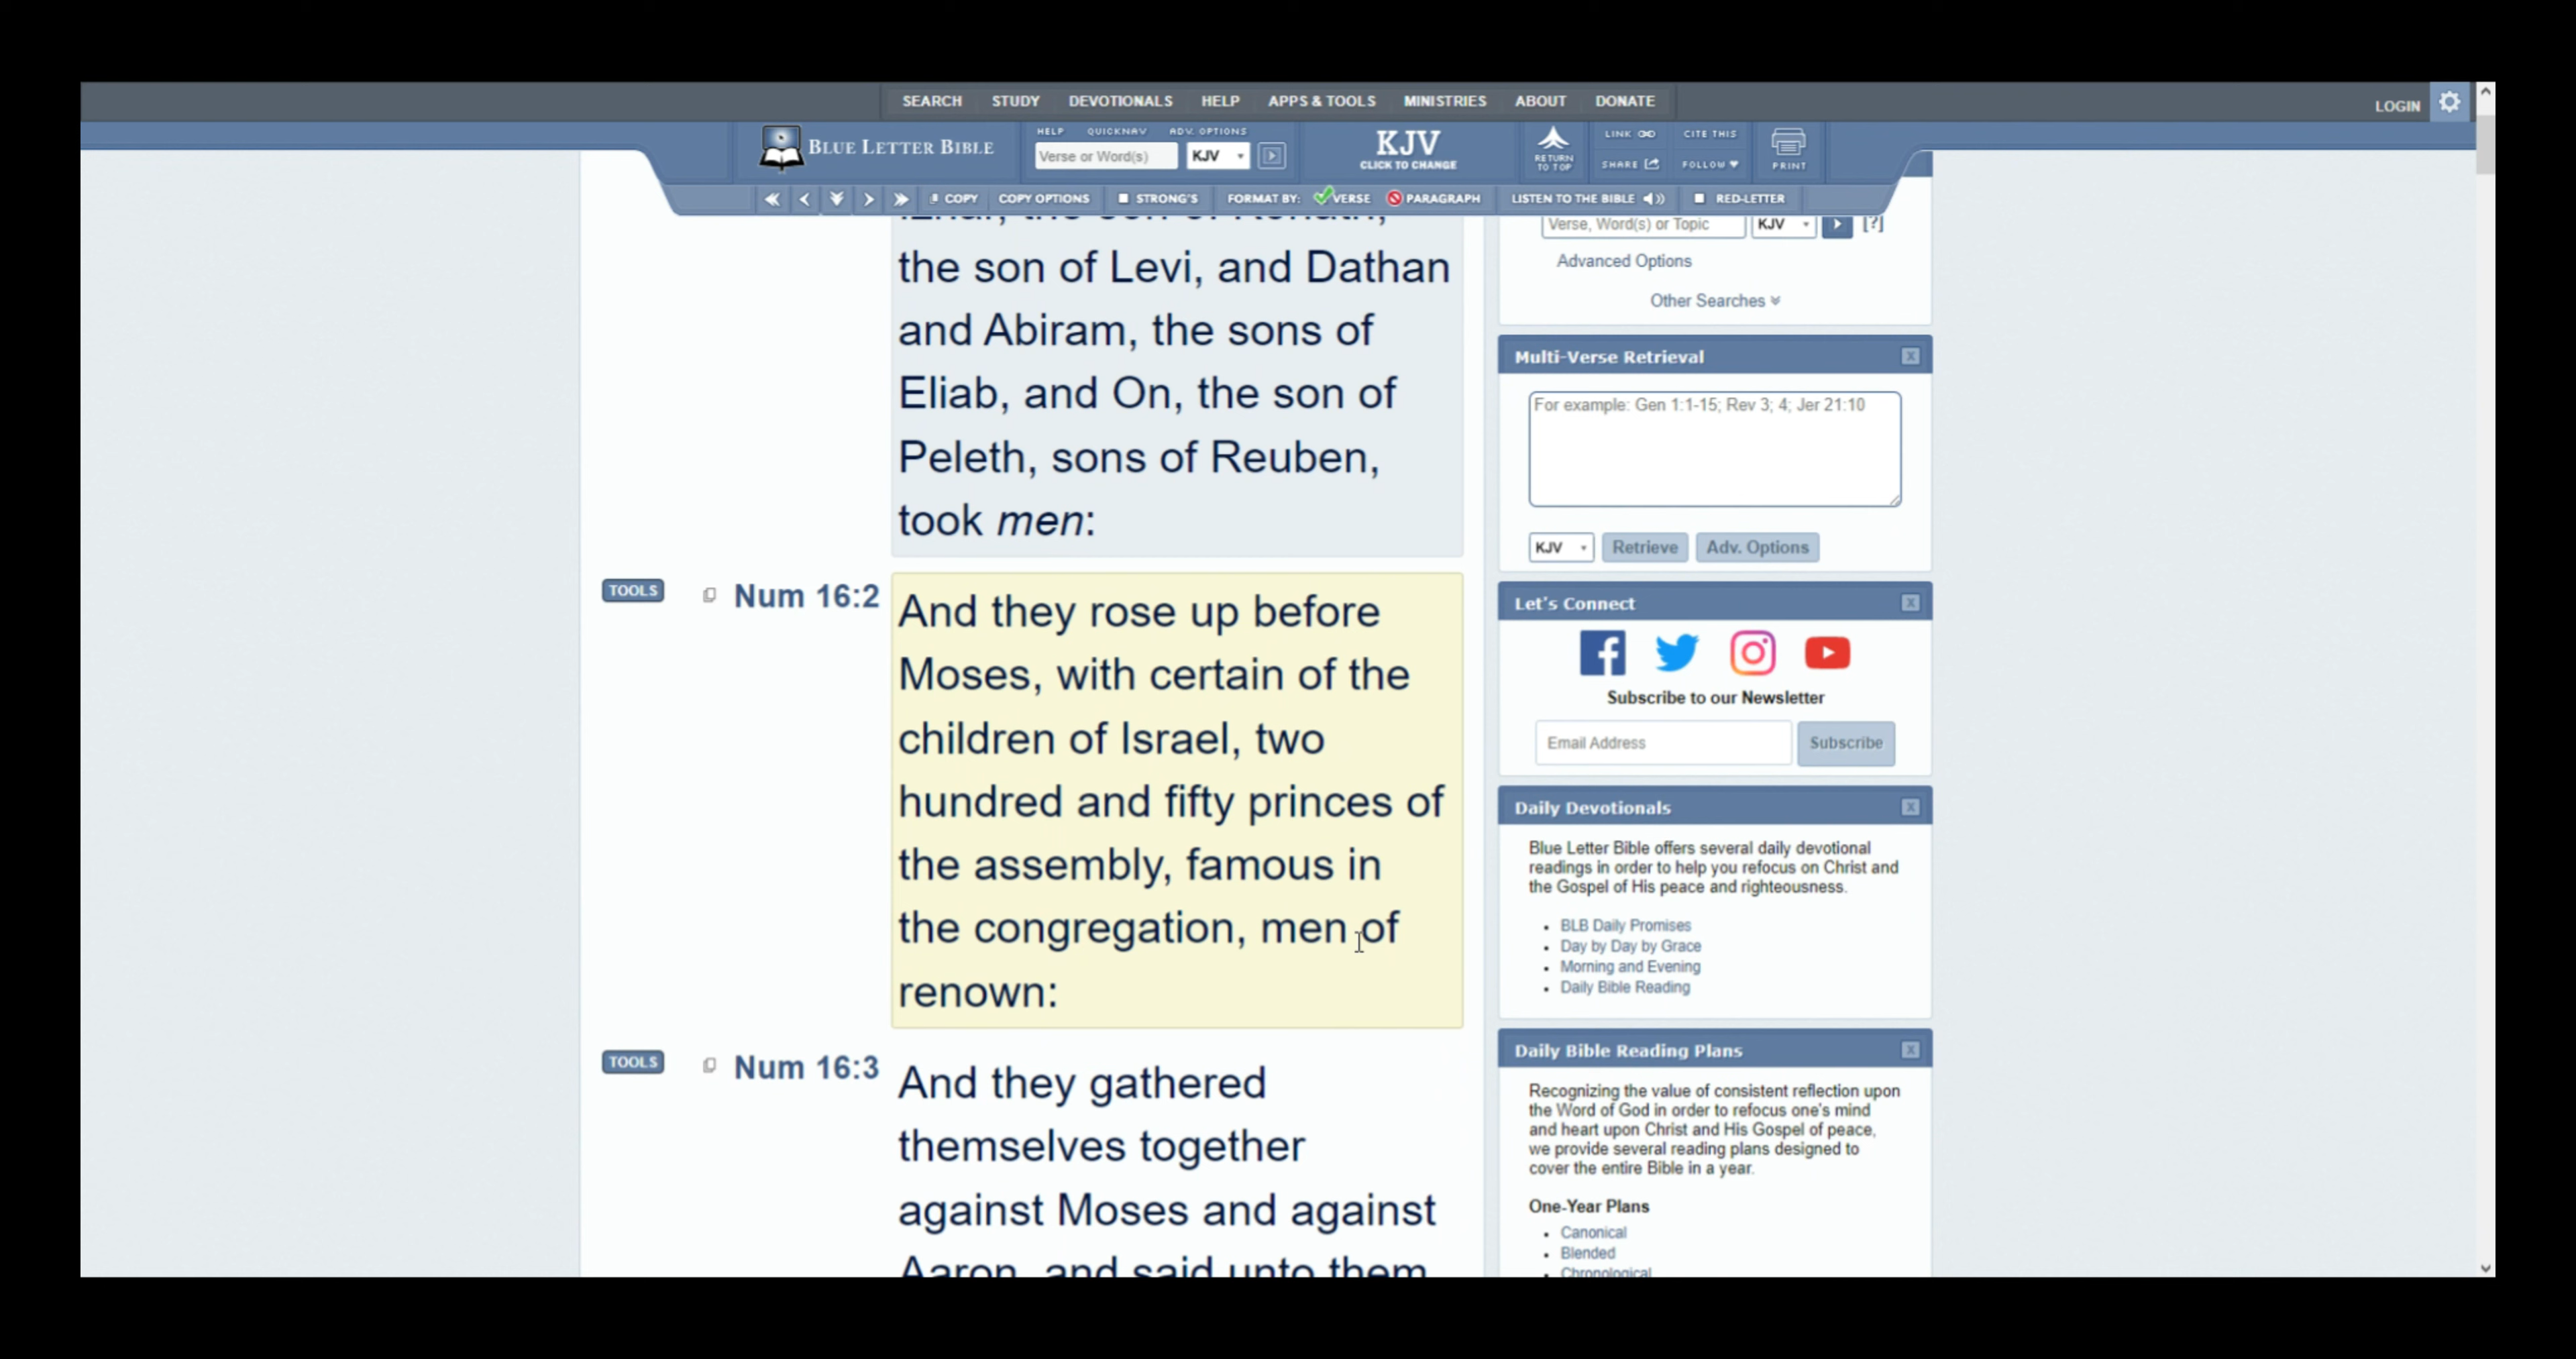 SEARCH STUDY DEVOTIONALS HELP APPS & TOOLS MINISTRIES ABOUT DONATE
LOGIN
BLUE LETTER BIBLE
HELP QUICKNAV ADV. OPTIONS
Verse or Word(s) KJV
KJV
CLICK TO CHANGE
RETURN
TO TOP
LINK CITE THIS
SHARE FOLLOW
PRINT
COPY COPY OPTIONS STRONG'S FORMAT BY: VERSE PARAGRAPH LISTEN TO THE BIBLE RED-LETTER
the son of Levi, and Dathan
and Abiram, the sons of
Eliab, and On, the son of
Peleth, sons of Reuben,
took men:
TOOLS Num 16:2
And they rose up before
Moses, with certain of the
children of Israel, two
hundred and fifty princes of
the assembly, famous in
the congregation, men of
renown:
TOOLS Num 16:3
And they gathered
themselves together
against Moses and against
Aaron, and said unto them
Verse, Word(s) or Topic KJV [?]
Advanced Options
Other Searches
Multi-Verse Retrieval x
For example: Gen 1:1-15; Rev 3; 4; Jer 21:10
KJV Retrieve Adv. Options
Let's Connect x
Subscribe to our Newsletter
Email Address Subscribe
Daily Devotionals x
Blue Letter Bible offers several daily devotional
readings in order to help you refocus on Christ and
the Gospel of His peace and righteousness.
• BLB Daily Promises
• Day by Day by Grace
• Morning and Evening
• Daily Bible Reading
Daily Bible Reading Plans x
Recognizing the value of consistent reflection upon
the Word of God in order to refocus one's mind
and heart upon Christ and His Gospel of peace,
we provide several reading plans designed to
cover the entire Bible in a year.
One-Year Plans
• Canonical
• Blended
• Chronological